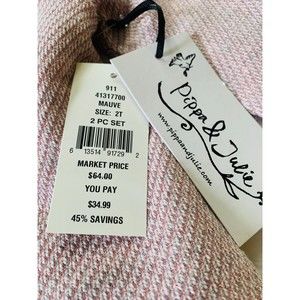 911
41317700
MAUVE
SIZE: 2T
2 PC SET
6 13514 91729 2
MARKET PRICE
$64.00
YOU PAY
$34.99
45% SAVINGS
Pippa & Julie
www.pippaandjulie.com